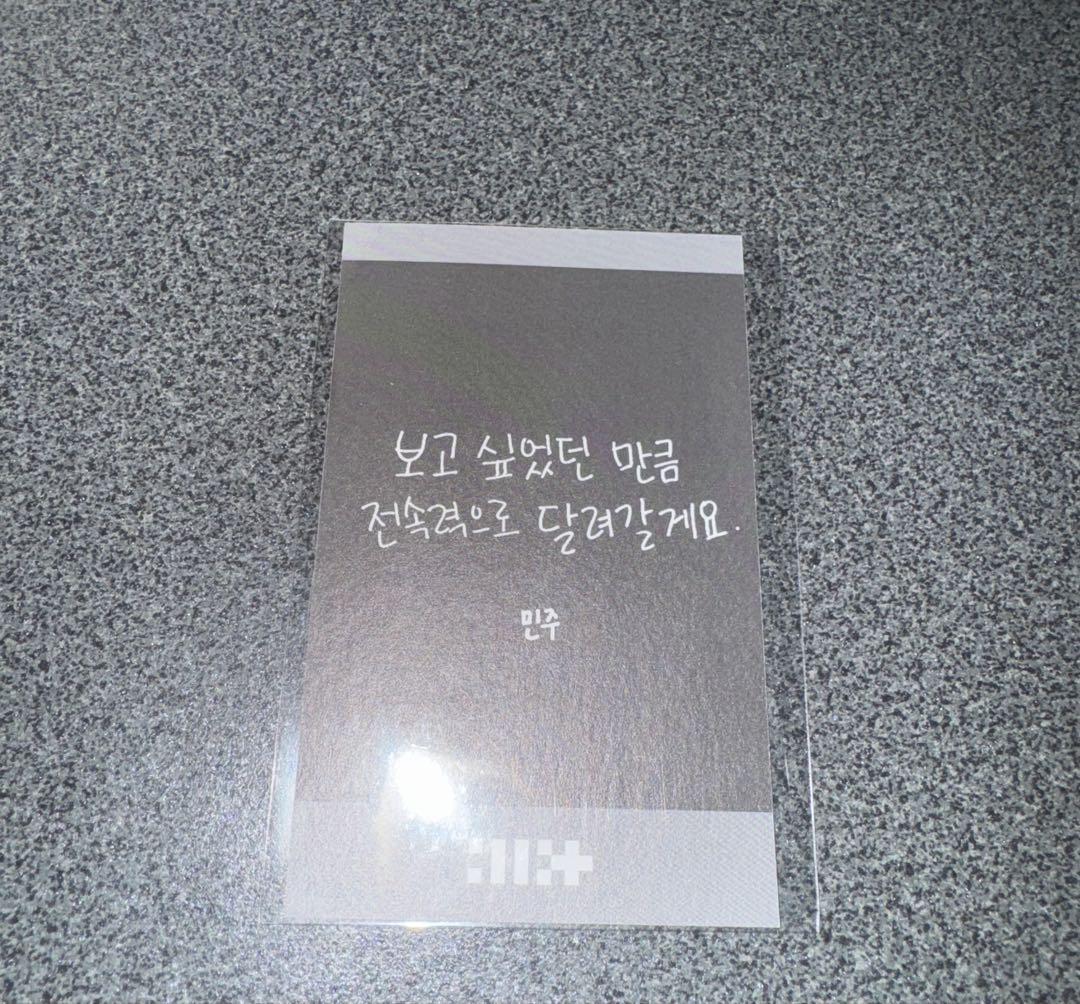 보고 싶었던 만큼
전속력으로 달려갈게요.
민주